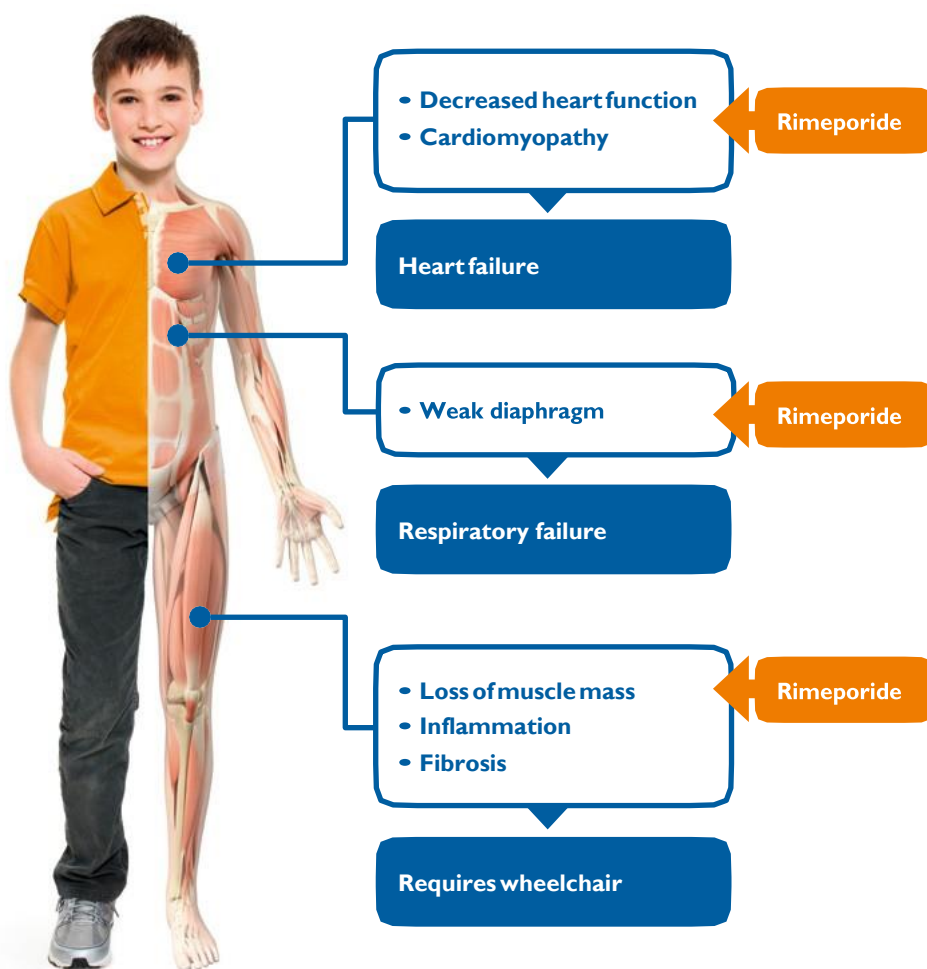 • Decreased heart function
• Cardiomyopathy
Rimeporide
Heart failure
• Weak diaphragm
Rimeporide
Respiratory failure
• Loss of muscle mass
• Inflammation
• Fibrosis
Rimeporide
Requires wheelchair